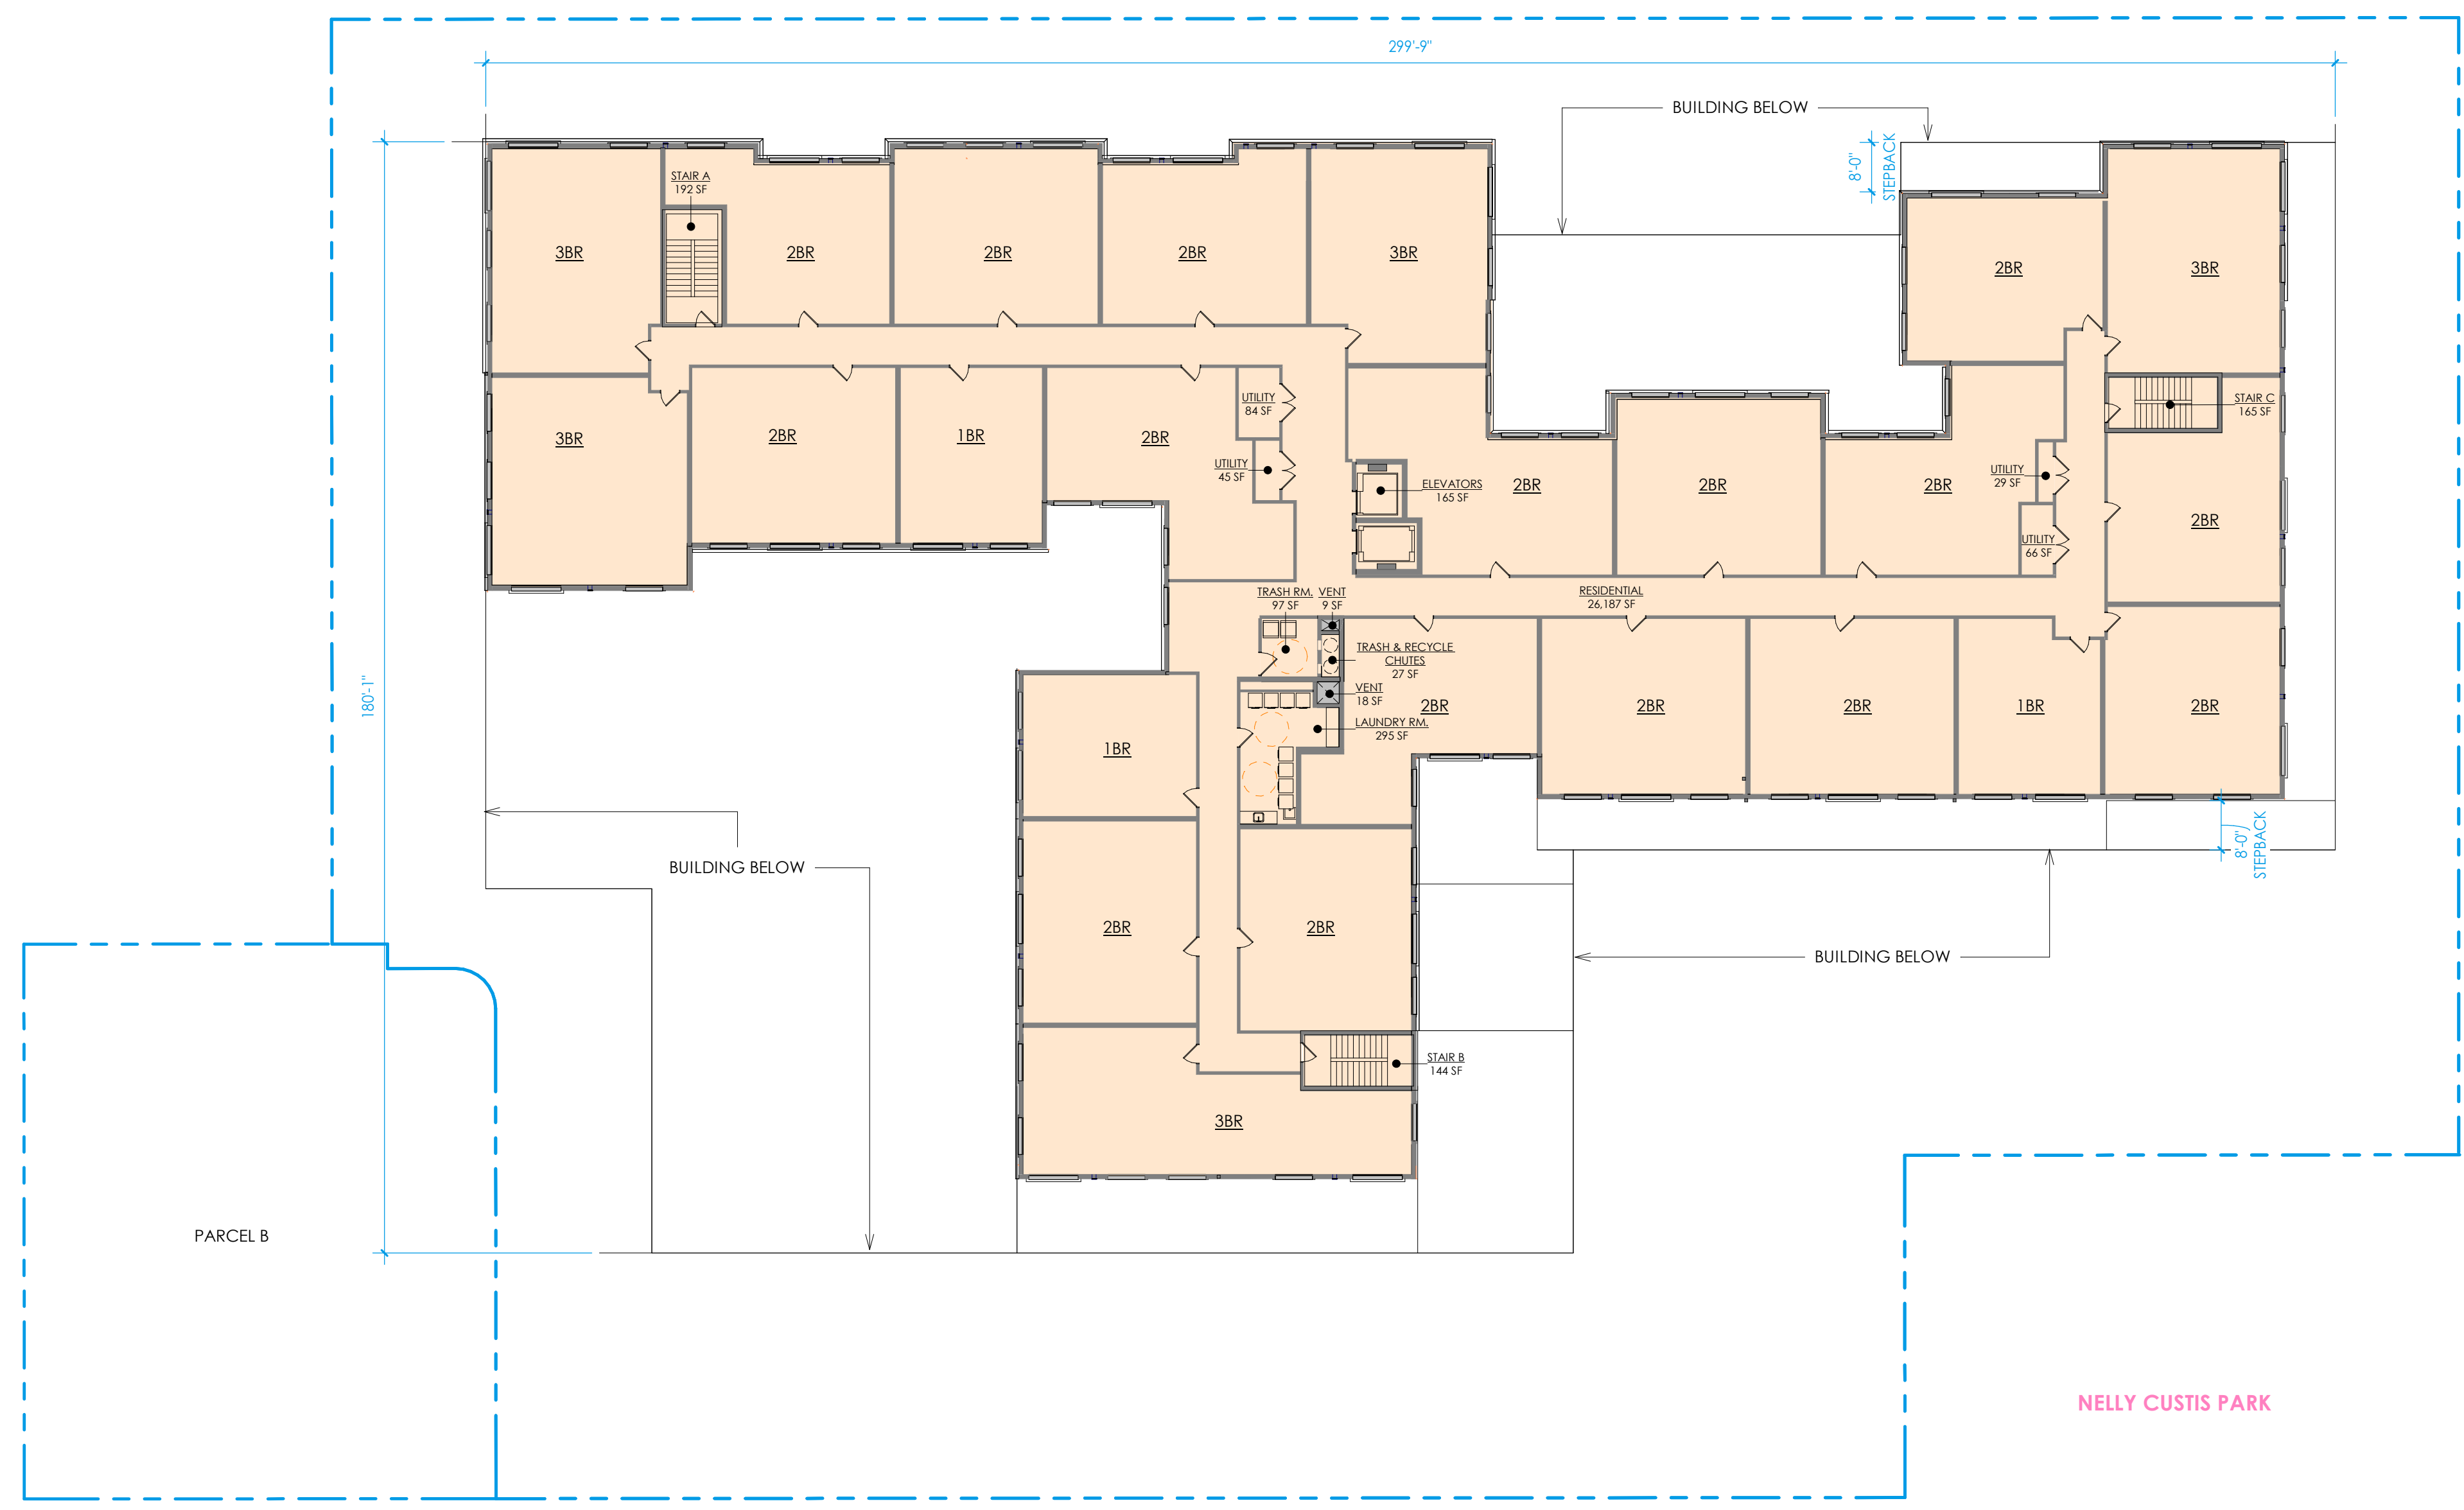 299'-9"
BUILDING BELOW
8'-0"
STEPBACK
STAIR A
192 SF
3BR
2BR
2BR
2BR
3BR
2BR
3BR
UTILITY
84 SF
STAIR C
165 SF
3BR
2BR
1BR
2BR
UTILITY
45 SF
ELEVATORS
165 SF
2BR
2BR
2BR
UTILITY
29 SF
2BR
UTILITY
66 SF
TRASH RM.
97 SF
VENT
9 SF
RESIDENTIAL
26,187 SF
TRASH & RECYCLE
CHUTES
27 SF
180'-1"
VENT
18 SF
2BR
2BR
2BR
1BR
2BR
LAUNDRY RM.
295 SF
1BR
8'-0"
STEPBACK
BUILDING BELOW
2BR
2BR
BUILDING BELOW
STAIR B
144 SF
3BR
PARCEL B
NELLY CUSTIS PARK